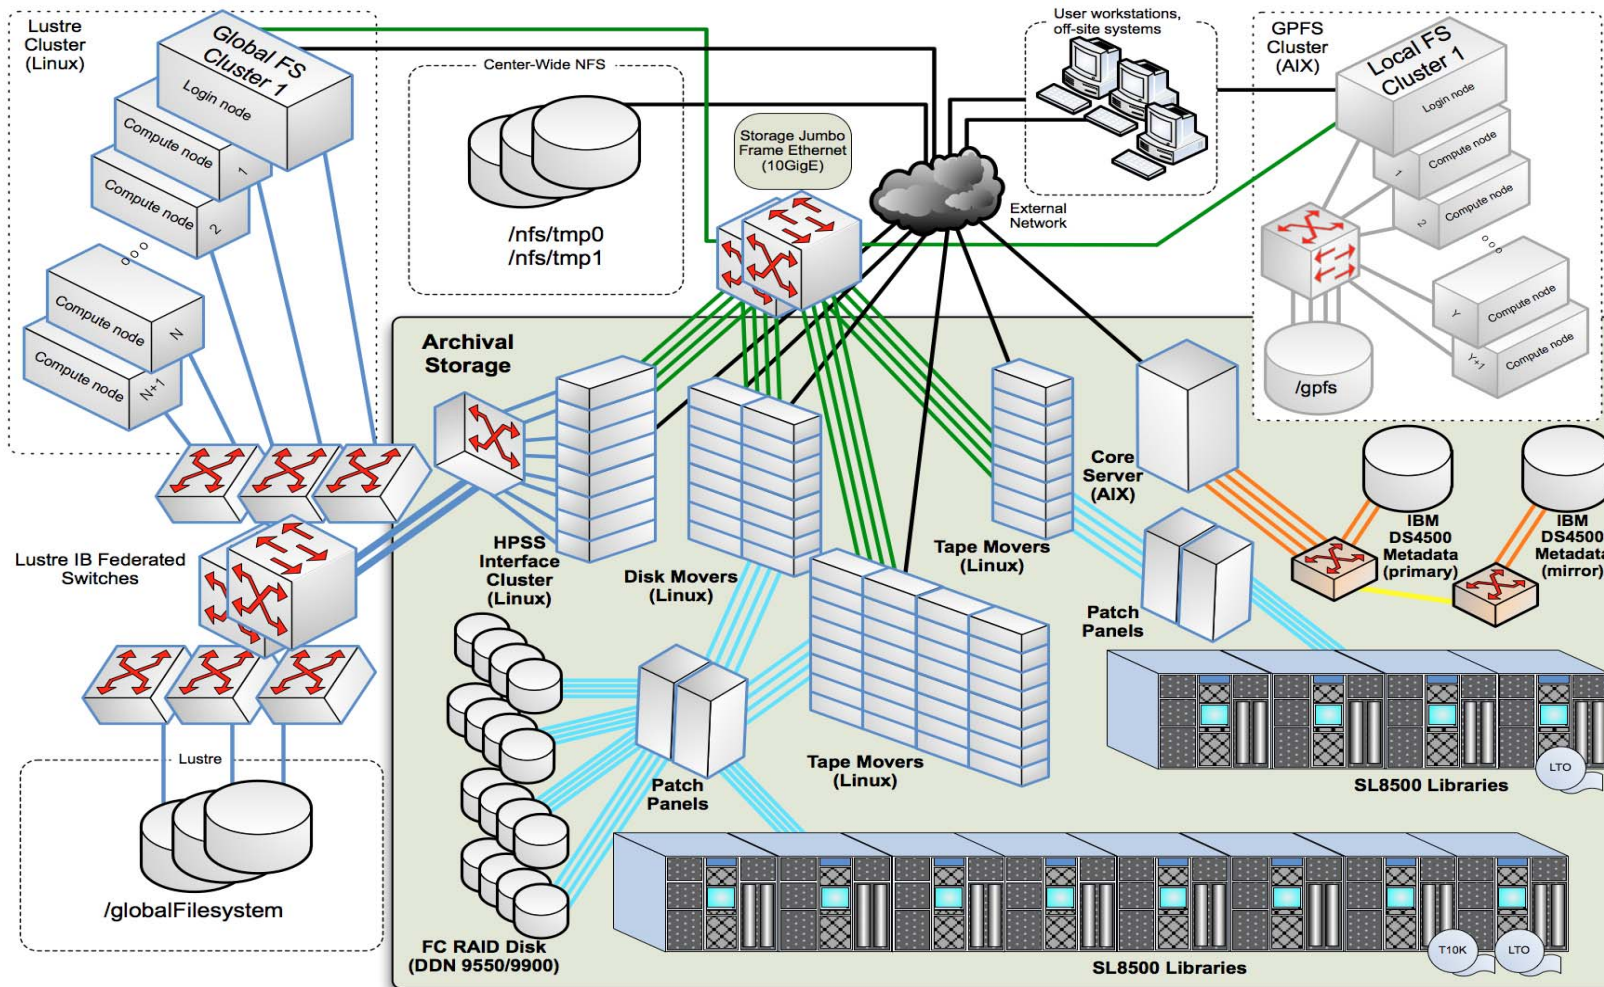 Lustre
Cluster
(Linux)
Global FS
Cluster 1
Login node
Compute node
1
Compute node
2
ooo
Compute node
N
Compute node
N+1
Center-Wide NFS
/nfs/tmp0
/nfs/tmp1
Storage Jumbo
Frame Ethernet
(10GigE)
User workstations,
off-site systems
External
Network
GPFS
Cluster
(AIX)
Local FS
Cluster 1
Login node
Compute node
1
Compute node
2
ooo
Compute node
Y
Compute node
Y+1
/gpfs
Archival
Storage
Lustre IB Federated
Switches
HPSS
Interface
Cluster
(Linux)
Disk Movers
(Linux)
Tape Movers
(Linux)
Core
Server
(AIX)
IBM
DS4500
Metadata
(primary)
IBM
DS4500
Metadata
(mirror)
Patch
Panels
Tape Movers
(Linux)
Patch
Panels
LTO
SL8500 Libraries
Lustre
/globalFilesystem
FC RAID Disk
(DDN 9550/9900)
T10K
LTO
SL8500 Libraries